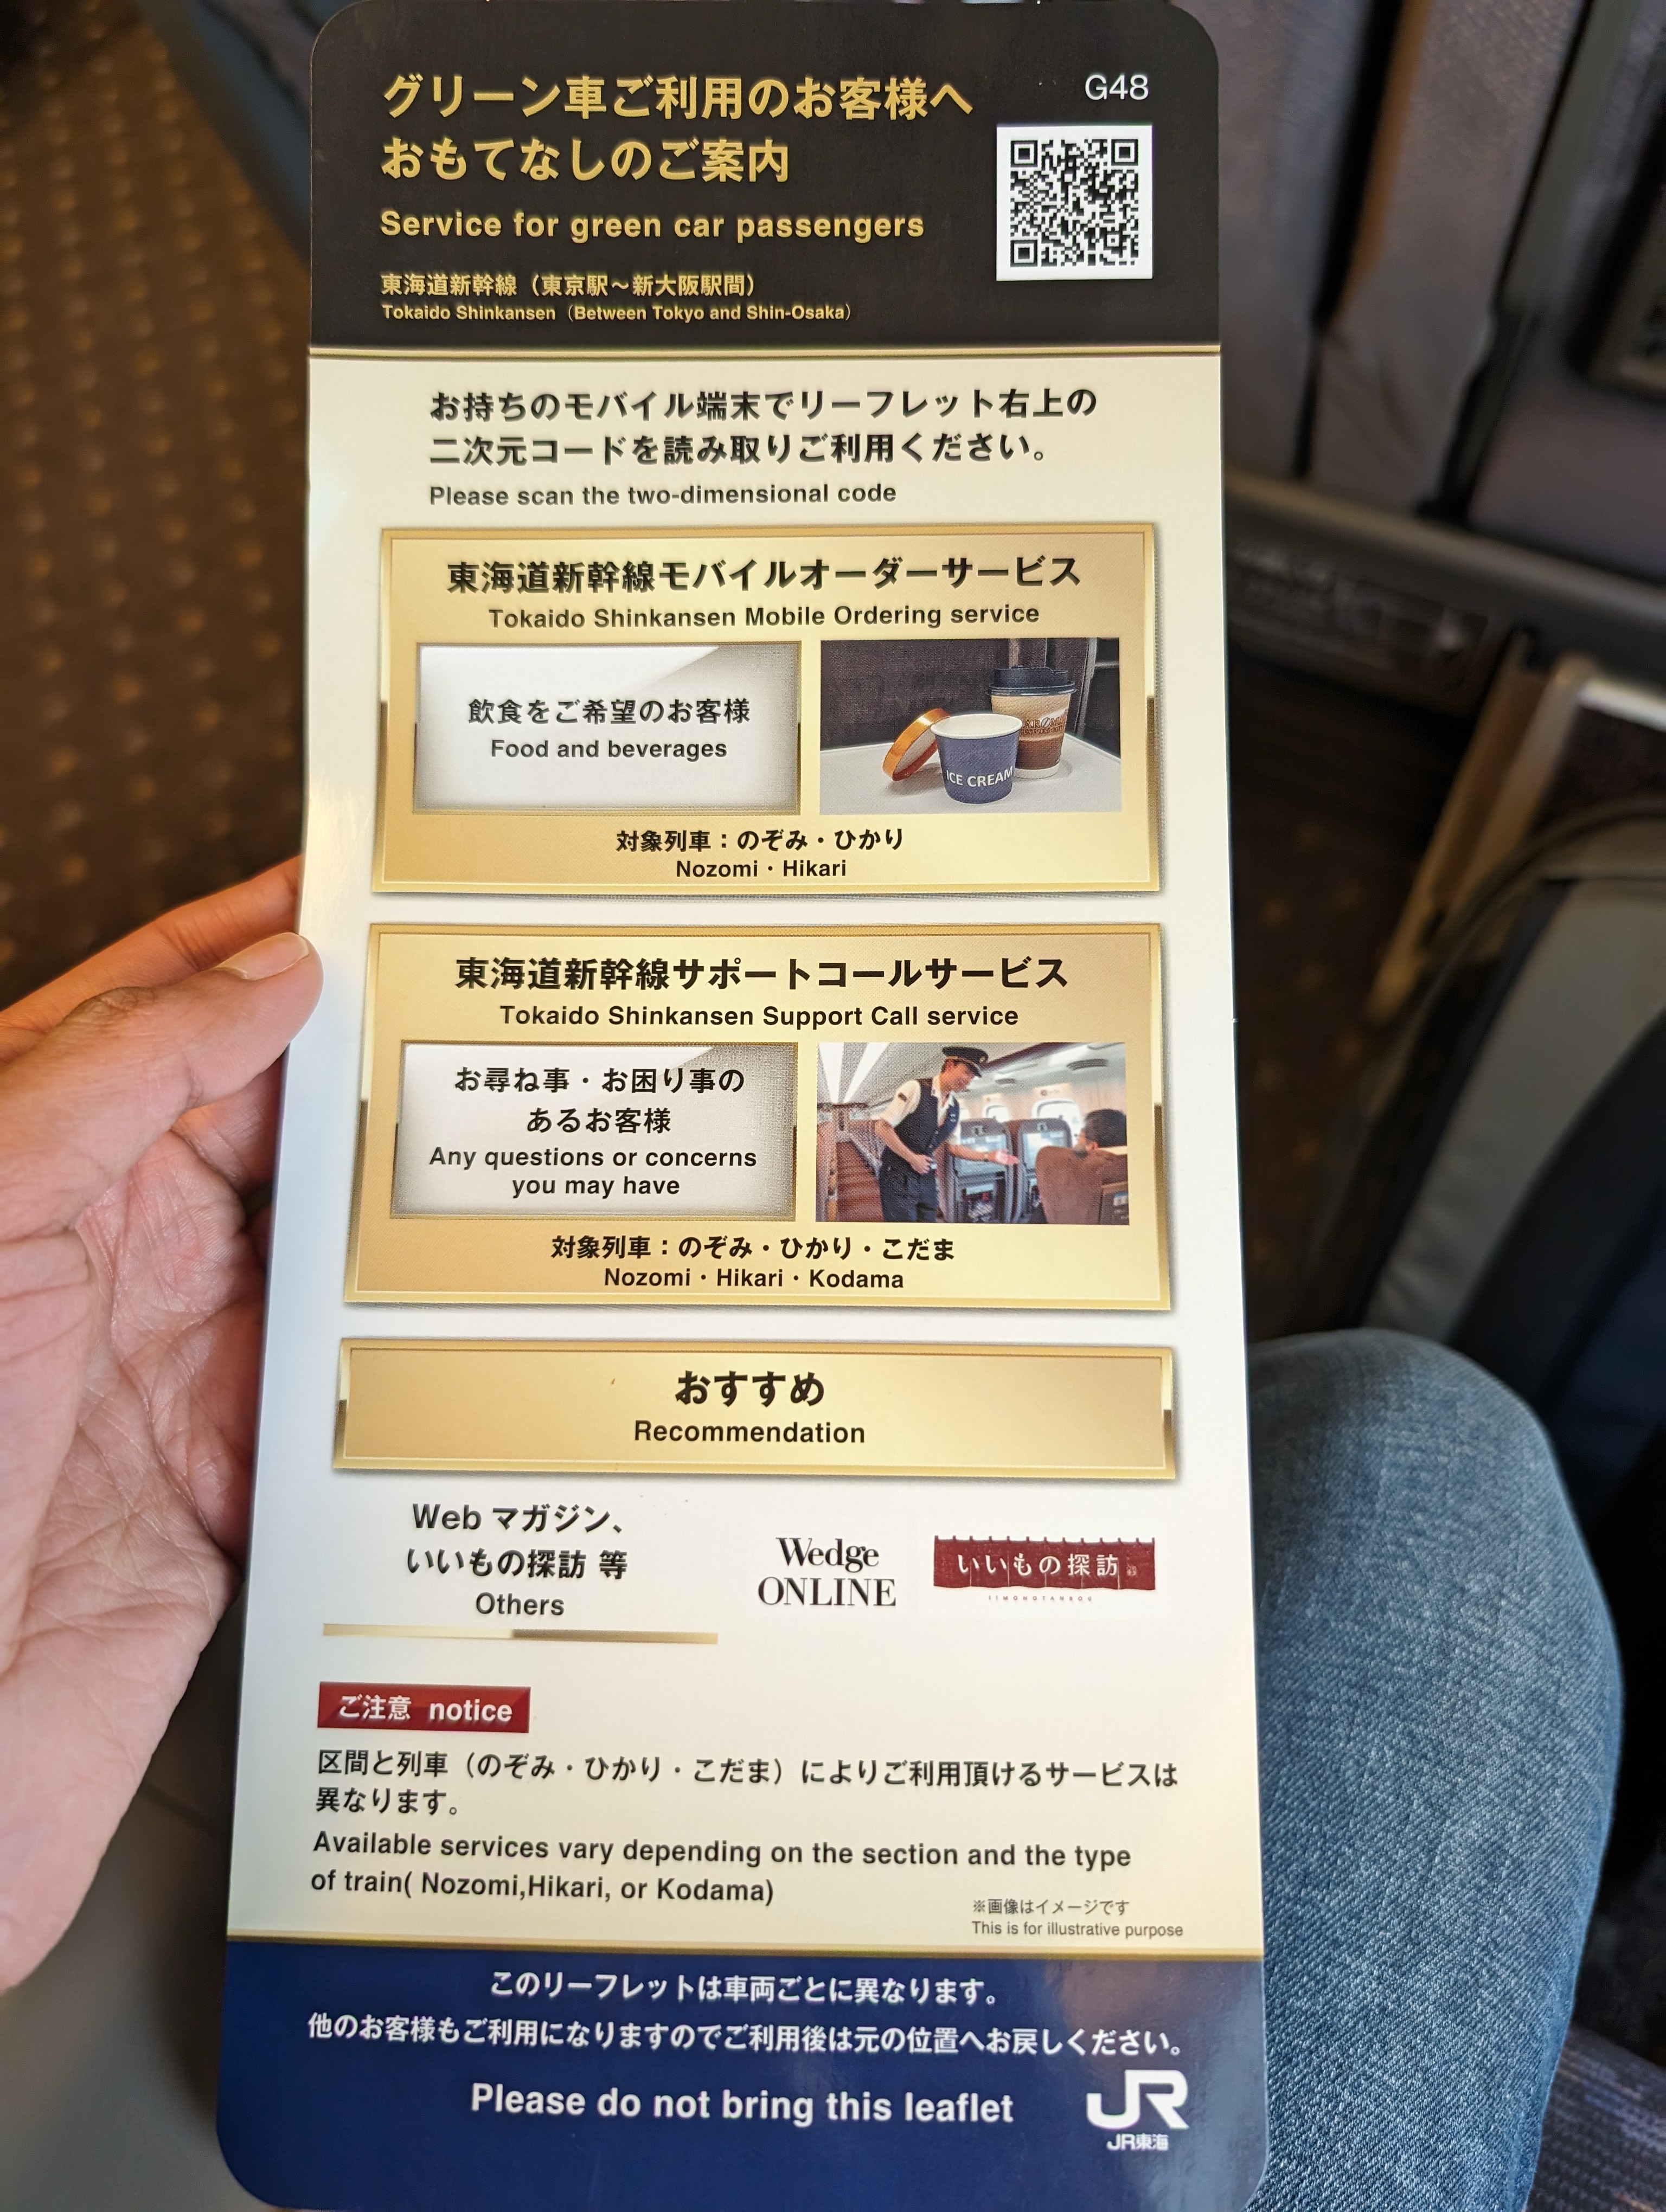 グリーン車ご利用のお客様へ
おもてなしのご案内
G48
Service for green car passengers
東海道新幹線（東京駅～新大阪駅間）
Tokaido Shinkansen（Between Tokyo and Shin-Osaka）
お持ちのモバイル端末でリーフレット右上の
二次元コードを読み取りご利用ください。
Please scan the two-dimensional code
東海道新幹線モバイルオーダーサービス
Tokaido Shinkansen Mobile Ordering service
飲食をご希望のお客様
Food and beverages
ICE CREAM
対象列車：のぞみ・ひかり
Nozomi・Hikari
東海道新幹線サポートコールサービス
Tokaido Shinkansen Support Call service
お尋ね事・お困り事の
あるお客様
Any questions or concerns
you may have
対象列車：のぞみ・ひかり・こだま
Nozomi・Hikari・Kodama
おすすめ
Recommendation
Web マガジン、
いいもの探訪 等
Others
Wedge
ONLINE
いいもの探訪
ご注意 notice
区間と列車（のぞみ・ひかり・こだま）によりご利用頂けるサービスは
異なります。
Available services vary depending on the section and the type
of train( Nozomi,Hikari, or Kodama)
※画像はイメージです
This is for illustrative purpose
このリーフレットは車両ごとに異なります。
他のお客様もご利用になりますのでご利用後は元の位置へお戻しください。
Please do not bring this leaflet
JR
JR東海